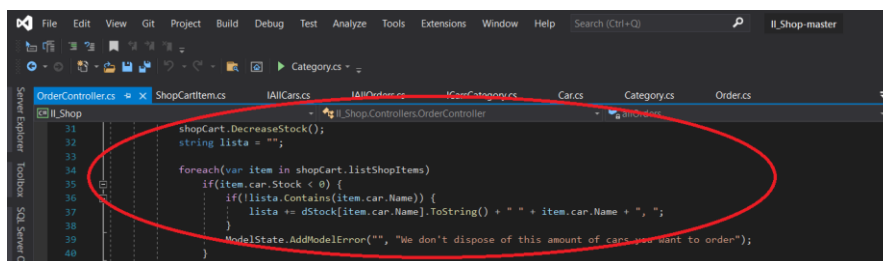 File Edit View Git Project Build Debug Test Analyze Tools Extensions Window Help Search (Ctrl+Q) Il_Shop-master
Category.cs
OrderController.cs ShopCartItem.cs IAllCars.cs IAllOrders.cs ICarsCategory.cs Car.cs Category.cs Order.cs
Server Explorer
Toolbox
SQL Server
Il_Shop Il_Shop.Controllers.OrderController allOrders
31 shopCart.DecreaseStock();
32 string lista = "";
33
34 foreach(var item in shopCart.listShopItems)
35 if(item.car.Stock < 0) {
36 if(!lista.Contains(item.car.Name)) {
37 lista += dStock[item.car.Name].ToString() + " " + item.car.Name + ", ";
38 }
39 ModelState.AddModelError("", "We don't dispose of this amount of cars you want to order");
40 }